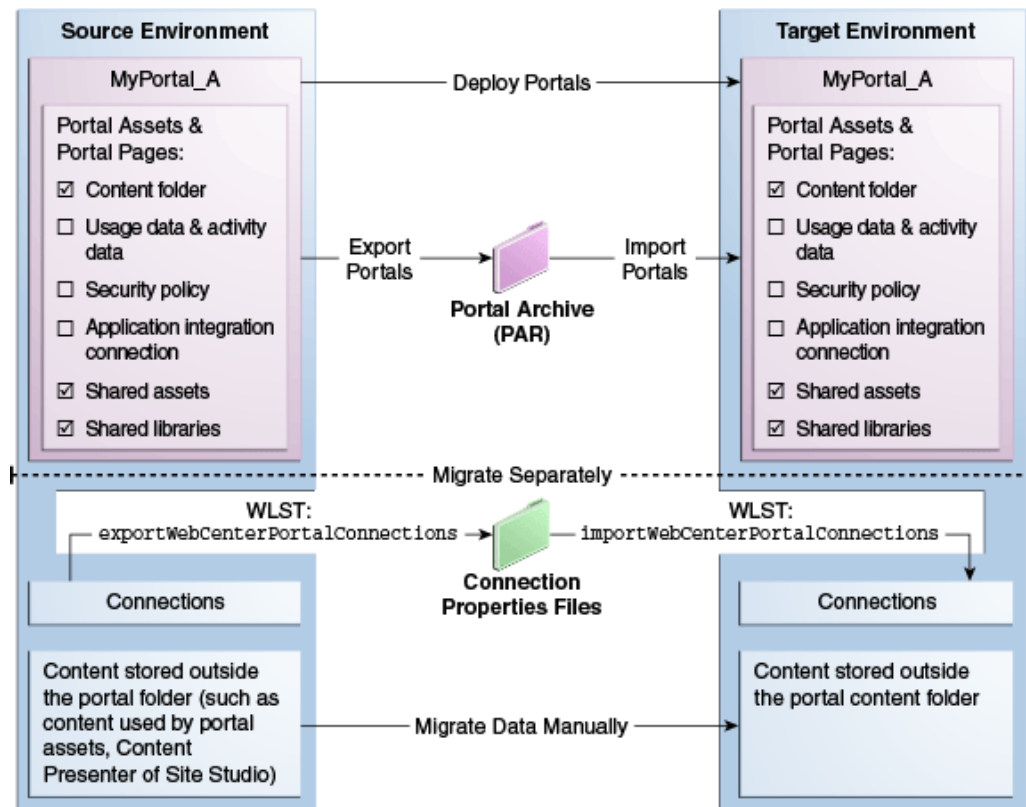 Source Environment
MyPortal_A
Portal Assets &
Portal Pages:
☑ Content folder
☐ Usage data & activity
data
☐ Security policy
☐ Application integration
connection
☑ Shared assets
☑ Shared libraries
Deploy Portals
Export
Portals
Portal Archive
(PAR)
Import
Portals
Target Environment
MyPortal_A
Portal Assets &
Portal Pages:
☑ Content folder
☐ Usage data & activity
data
☐ Security policy
☐ Application integration
connection
☑ Shared assets
☑ Shared libraries
Migrate Separately
WLST:
exportWebCenterPortalConnections
Connection
Properties Files
WLST:
importWebCenterPortalConnections
Connections
Connections
Content stored outside
the portal folder (such as
content used by portal
assets, Content
Presenter of Site Studio)
Migrate Data Manually
Content stored outside
the portal content folder